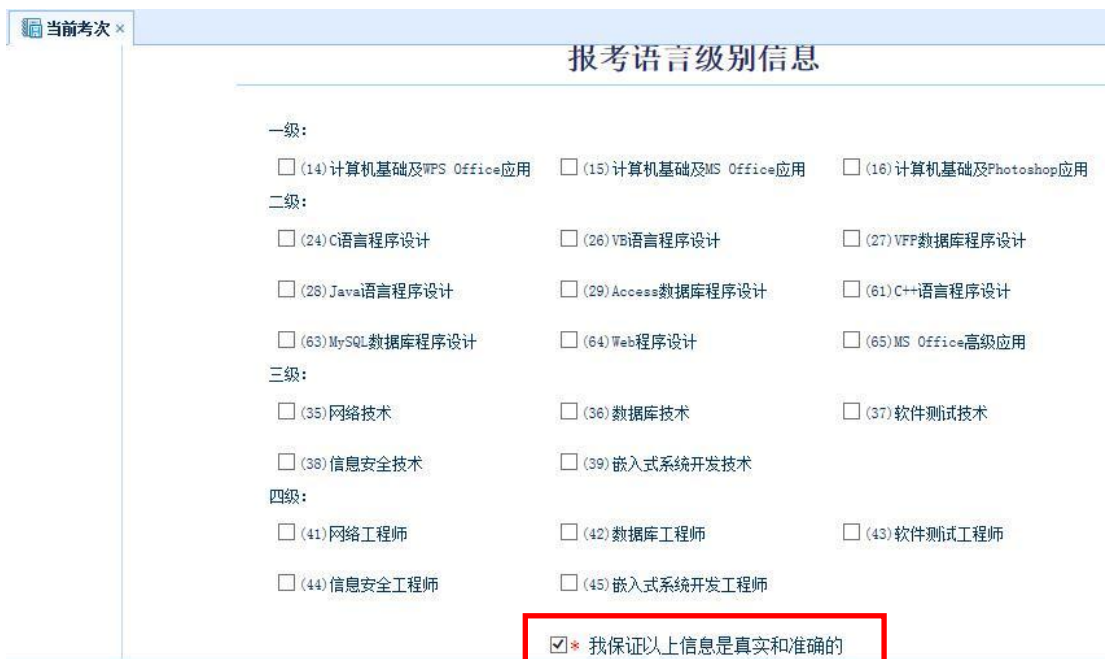 当前考次 ×
报考语言级别信息
一级:
(14)计算机基础及WPS Office应用 (15)计算机基础及MS Office应用 (16)计算机基础及Photoshop应用
二级:
(24)C语言程序设计 (26)VB语言程序设计 (27)VFP数据库程序设计
(28)Java语言程序设计 (29)Access数据库程序设计 (61)C++语言程序设计
(63)MySQL数据库程序设计 (64)Web程序设计 (65)MS Office高级应用
三级:
(35)网络技术 (36)数据库技术 (37)软件测试技术
(38)信息安全技术 (39)嵌入式系统开发技术
四级:
(41)网络工程师 (42)数据库工程师 (43)软件测试工程师
(44)信息安全工程师 (45)嵌入式系统开发工程师
* 我保证以上信息是真实和准确的